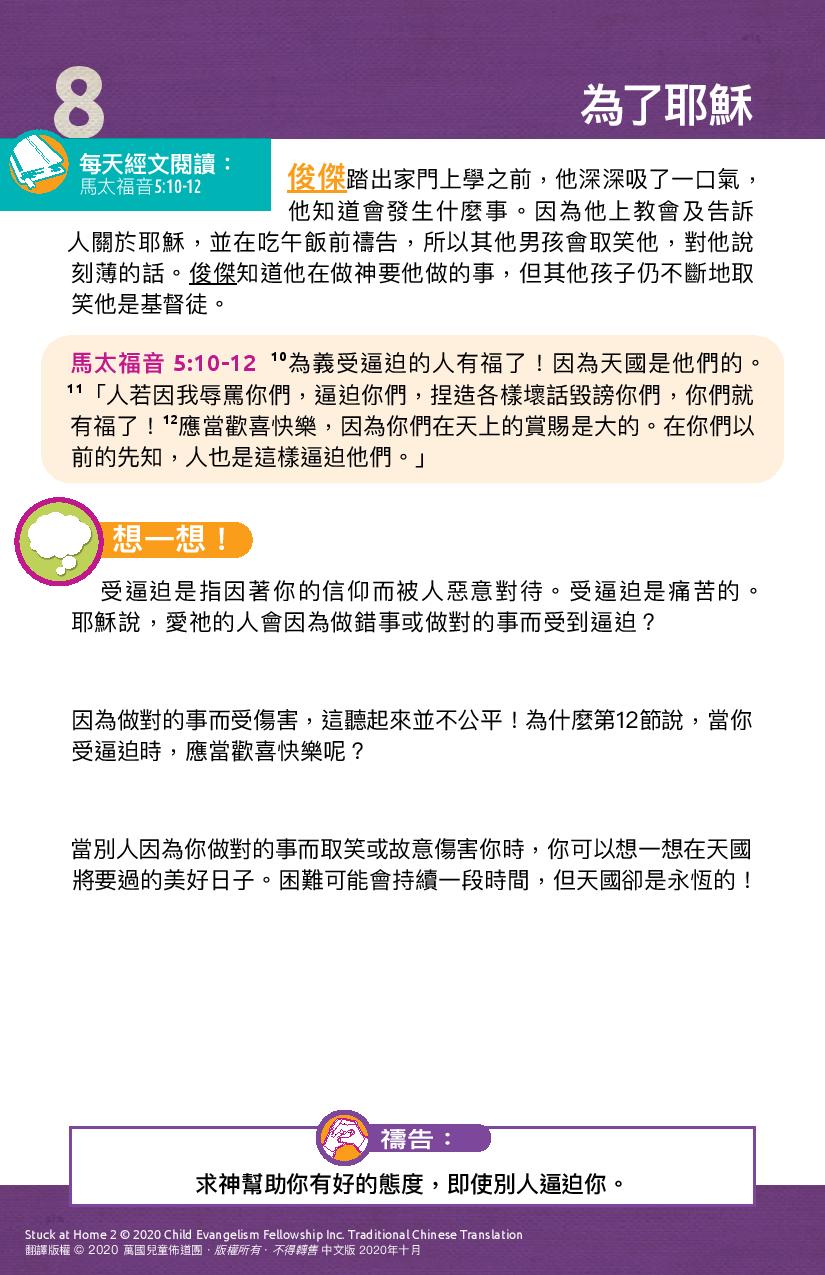 8
為了耶穌
每天經文閱讀：
馬太福音5:10-12
俊傑踏出家門上學之前，他深深吸了一口氣，
他知道會發生什麼事。因為他上教會及告訴
人關於耶穌，並在吃午飯前禱告，所以其他男孩會取笑他，對他說
刻薄的話。俊傑知道他在做神要他做的事，但其他孩子仍不斷地取
笑他是基督徒。
馬太福音 5:10-12 ¹⁰為義受逼迫的人有福了！因為天國是他們的。
¹¹「人若因我辱罵你們，逼迫你們，捏造各樣壞話毀謗你們，你們就
有福了！¹²應當歡喜快樂，因為你們在天上的賞賜是大的。在你們以
前的先知，人也是這樣逼迫他們。」
想一想！
受逼迫是指因著你的信仰而被人惡意對待。受逼迫是痛苦的。
耶穌說，愛祂的人會因為做錯事或做對的事而受到逼迫？
因為做對的事而受傷害，這聽起來並不公平！為什麼第12節說，當你
受逼迫時，應當歡喜快樂呢？
當別人因為你做對的事而取笑或故意傷害你時，你可以想一想在天國
將要過的美好日子。困難可能會持續一段時間，但天國卻是永恆的！
禱告：
求神幫助你有好的態度，即使別人逼迫你。
Stuck at Home 2 © 2020 Child Evangelism Fellowship Inc. Traditional Chinese Translation
翻譯版權 © 2020 萬國兒童佈道團．版權所有．不得轉售 中文版 2020年十月